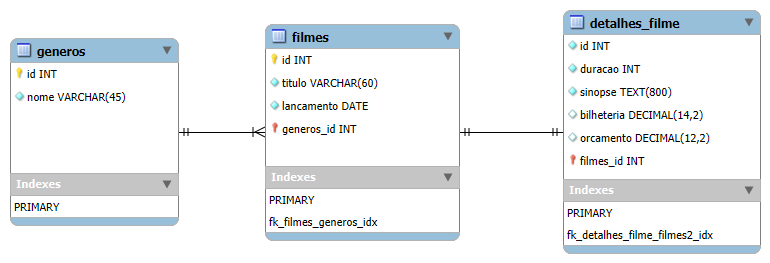 generos
id INT
nome VARCHAR(45)
Indexes
PRIMARY
filmes
id INT
titulo VARCHAR(60)
lancamento DATE
generos_id INT
Indexes
PRIMARY
fk_filmes_generos_idx
detalhes_filme
id INT
duracao INT
sinopse TEXT(800)
bilheteria DECIMAL(14,2)
orcamento DECIMAL(12,2)
filmes_id INT
Indexes
PRIMARY
fk_detalhes_filme_filmes2_idx